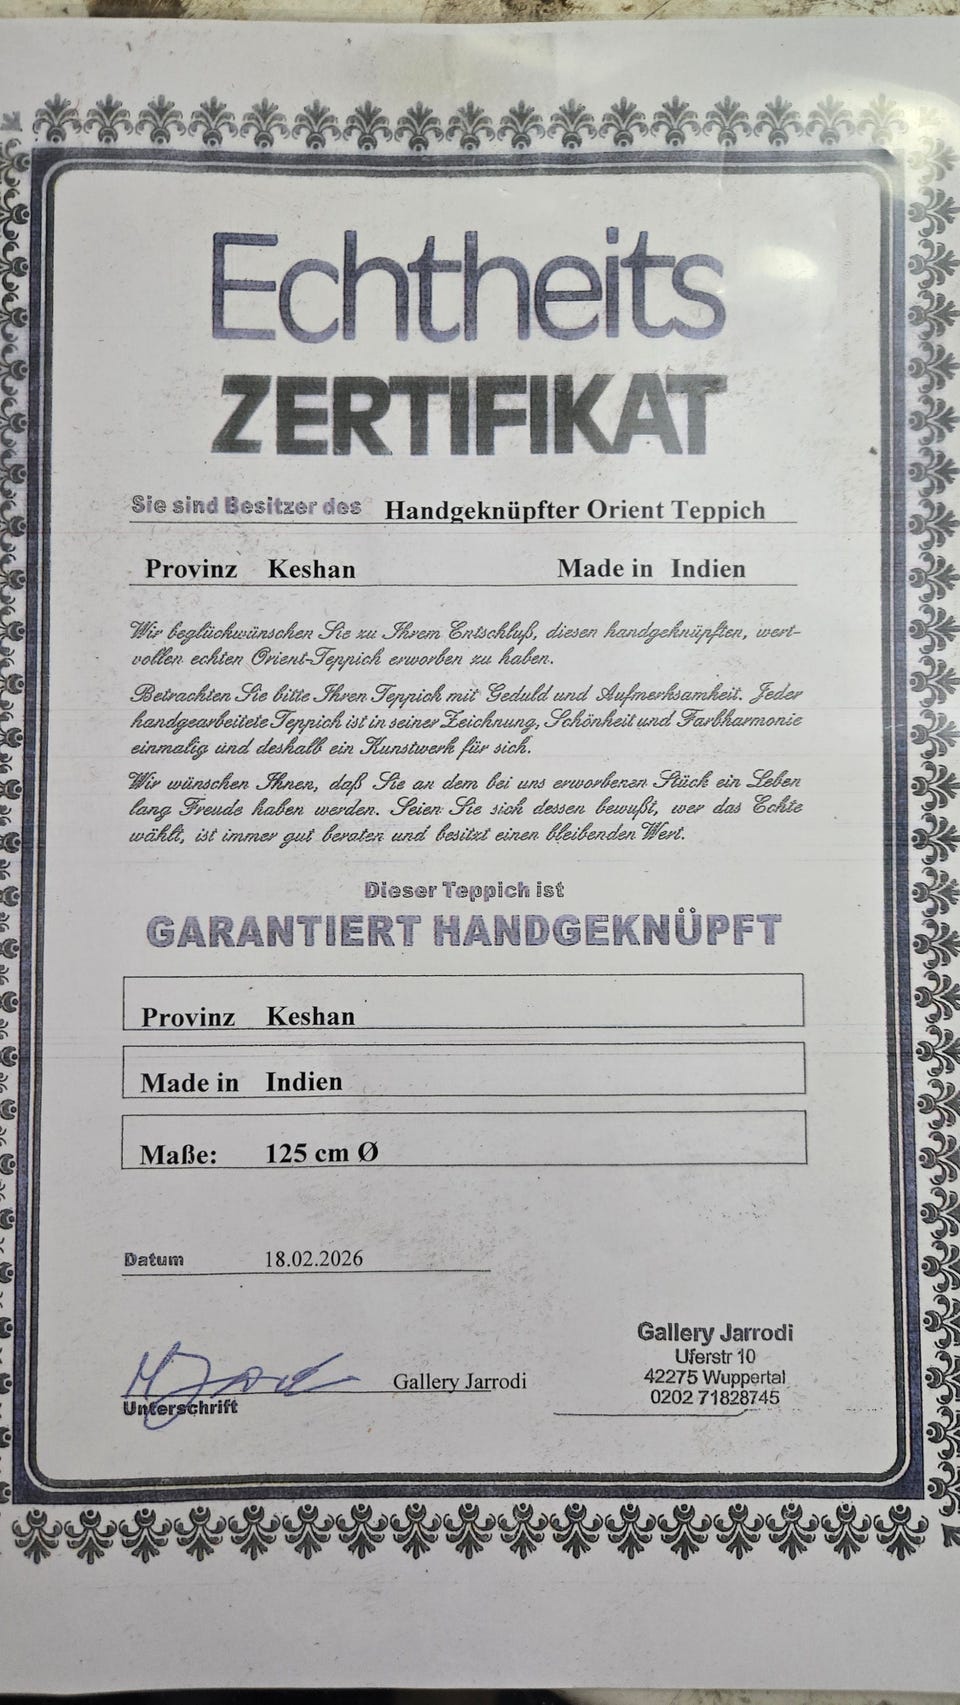 Echtheits
ZERTIFIKAT
Sie sind Besitzer des Handgeknüpfter Orient Teppich
Provinz Keshan Made in Indien
Wir beglückwünschen Sie zu Ihrem Entschluß, diesen handgeknüpften, wert-
vollen echten Orient-Teppich erworben zu haben.
Betrachten Sie bitte Ihren Teppich mit Geduld und Aufmerksamkeit. Jeder
handgearbeitete Teppich ist in seiner Zeichnung, Schönheit und Farbharmonie
einmalig und deshalb ein Kunstwerk für sich.
Wir wünschen Ihnen, daß Sie an dem bei uns erworbenen Stück ein Leben
lang Freude haben werden. Seien Sie sich dessen bewußt, wer das Echte
wählt, ist immer gut beraten und besitzt einen bleibenden Wert.
Dieser Teppich ist
GARANTIERT HANDGEKNÜPFT
Provinz Keshan
Made in Indien
Maße: 125 cm Ø
Datum 18.02.2026
Gallery Jarrodi
Unterschrift
Gallery Jarrodi
Uferstr 10
42275 Wuppertal
0202 71828745